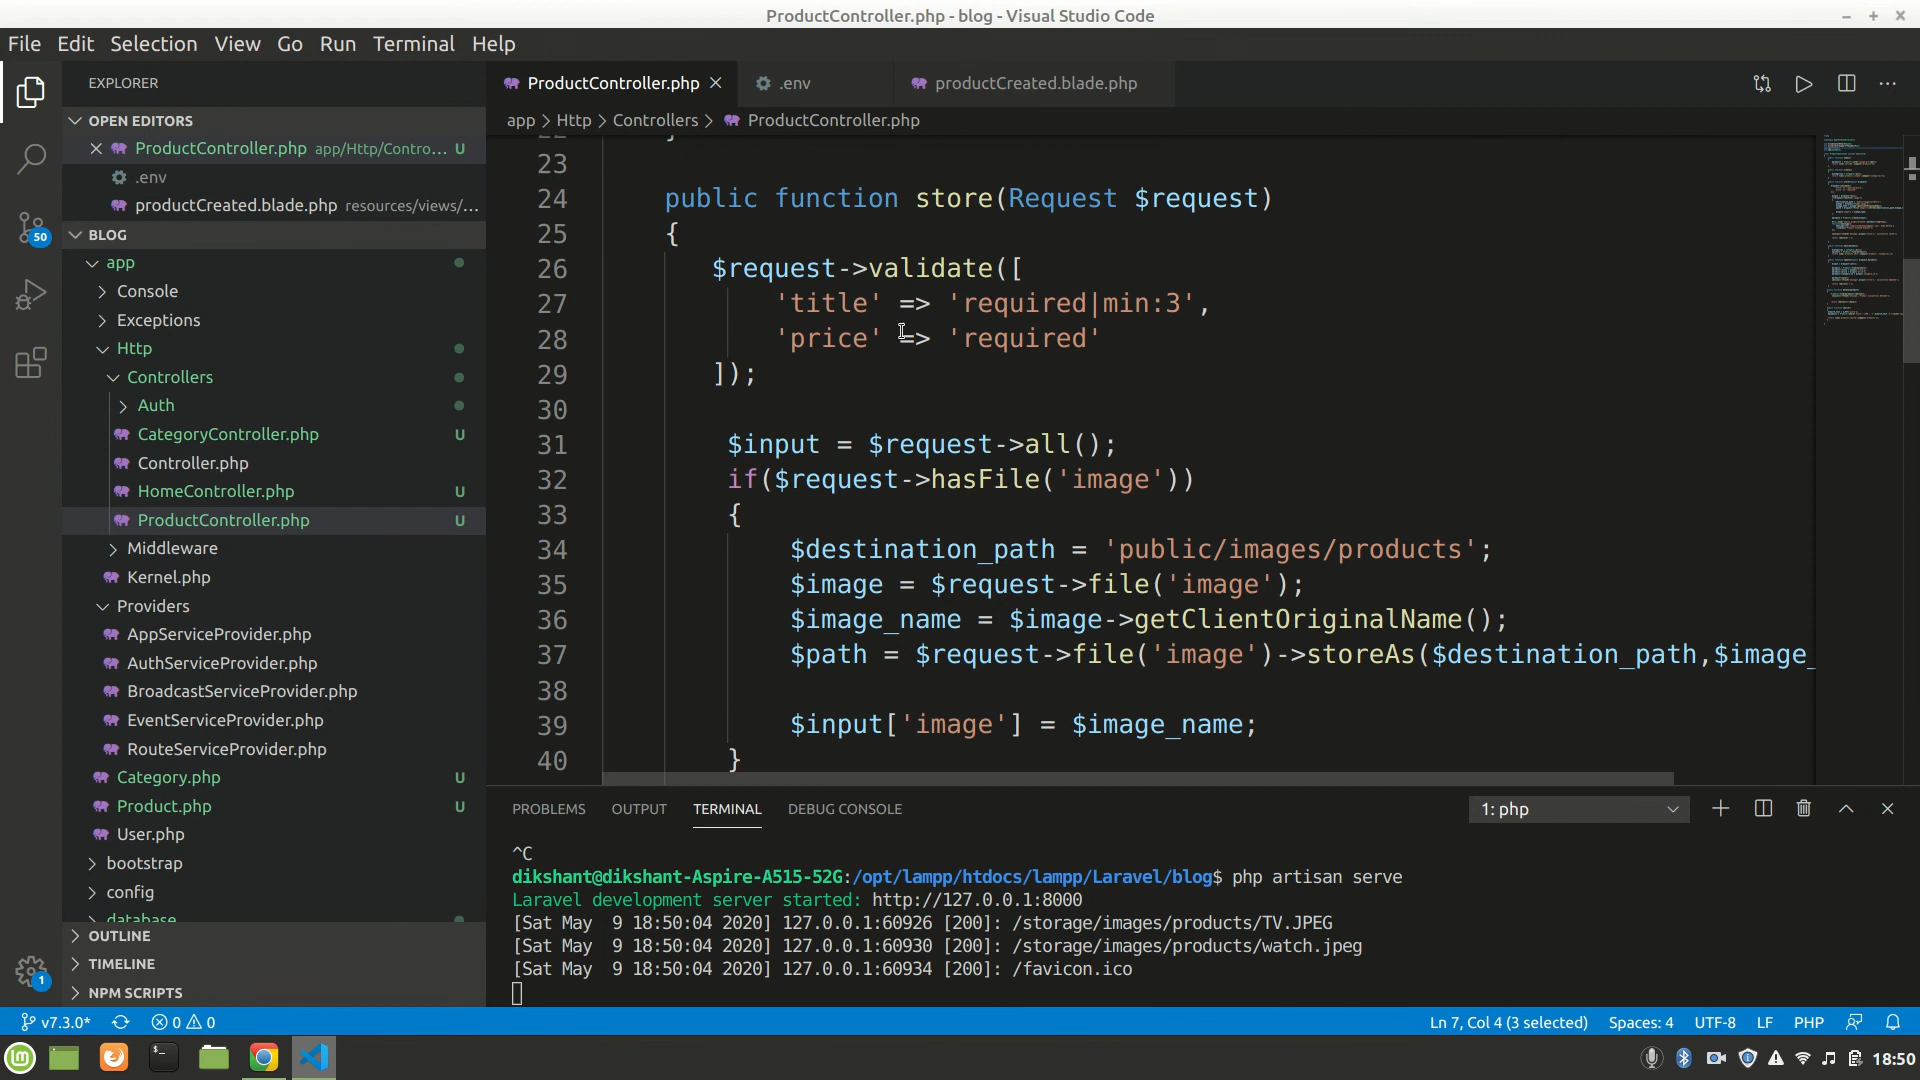 ProductController.php - blog - Visual Studio Code
File Edit Selection View Go Run Terminal Help
EXPLORER
OPEN EDITORS
ProductController.php app/Http/Contro... U
.env
productCreated.blade.php resources/views/...
BLOG
app
Console
Exceptions
Http
Controllers
Auth
CategoryController.php U
Controller.php
HomeController.php U
ProductController.php U
Middleware
Kernel.php
Providers
AppServiceProvider.php
AuthServiceProvider.php
BroadcastServiceProvider.php
EventServiceProvider.php
RouteServiceProvider.php
Category.php U
Product.php U
User.php
bootstrap
config
database
OUTLINE
TIMELINE
NPM SCRIPTS
50
1
ProductController.php .env productCreated.blade.php
app > Http > Controllers > ProductController.php
22 }
23
24 public function store(Request $request)
25 {
26 $request->validate([
27 'title' => 'required|min:3',
28 'price' => 'required'
29 ]);
30
31 $input = $request->all();
32 if($request->hasFile('image'))
33 {
34 $destination_path = 'public/images/products';
35 $image = $request->file('image');
36 $image_name = $image->getClientOriginalName();
37 $path = $request->file('image')->storeAs($destination_path,$image_
38
39 $input['image'] = $image_name;
40 }
PROBLEMS OUTPUT TERMINAL DEBUG CONSOLE 1: php
^C
dikshant@dikshant-Aspire-A515-52G:/opt/lampp/htdocs/lampp/Laravel/blog$ php artisan serve
Laravel development server started: http://127.0.0.1:8000
[Sat May  9 18:50:04 2020] 127.0.0.1:60926 [200]: /storage/images/products/TV.JPEG
[Sat May  9 18:50:04 2020] 127.0.0.1:60930 [200]: /storage/images/products/watch.jpeg
[Sat May  9 18:50:04 2020] 127.0.0.1:60934 [200]: /favicon.ico
v7.3.0* 0 0 Ln 7, Col 4 (3 selected) Spaces: 4 UTF-8 LF PHP
18:50